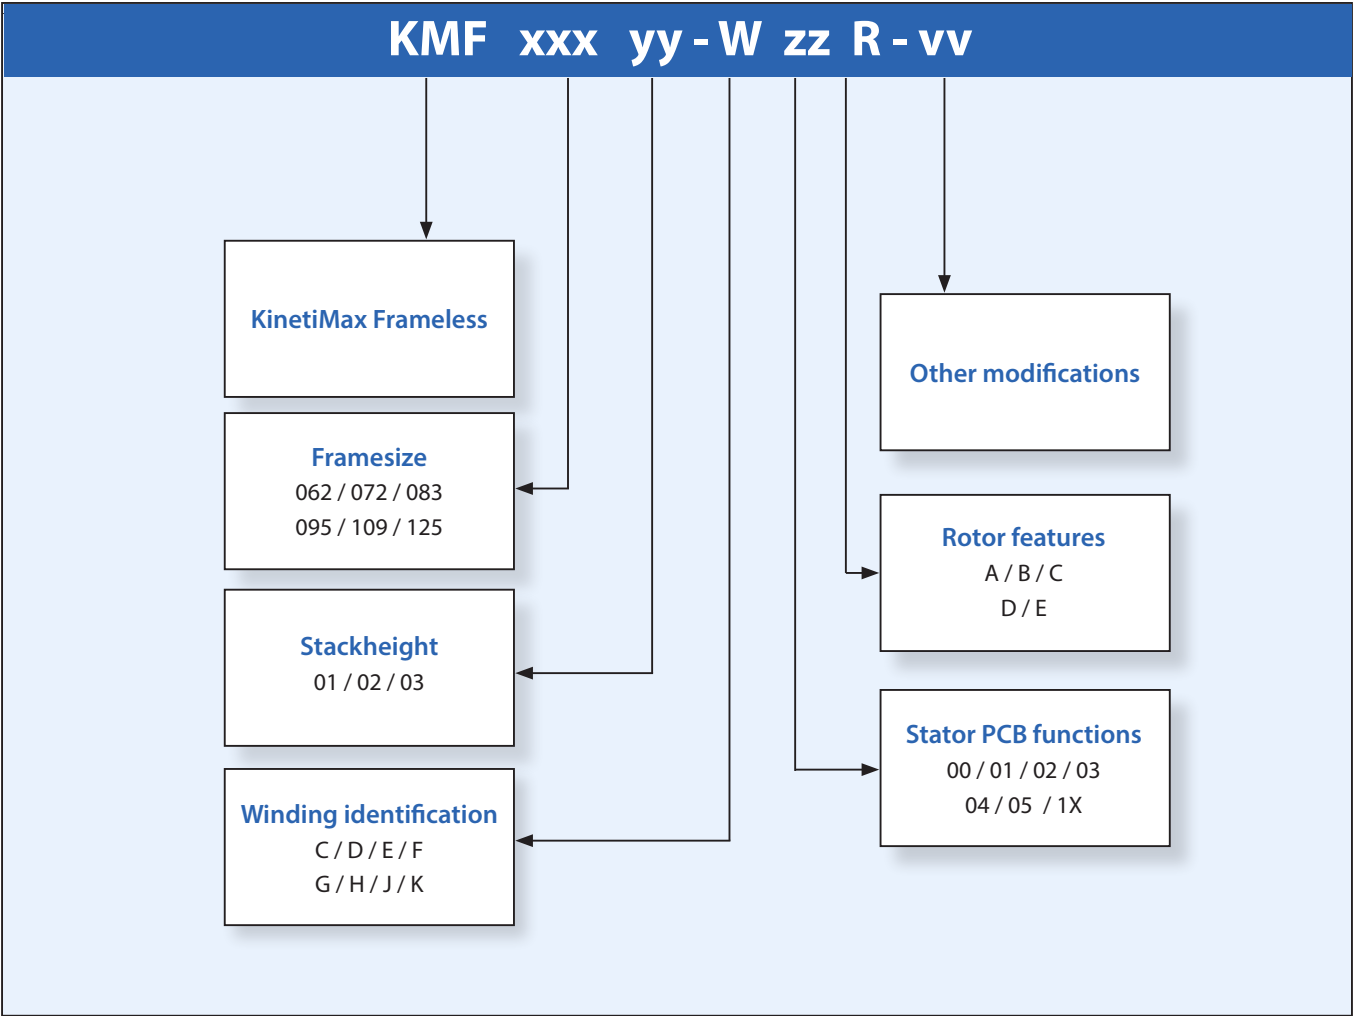 KMF xxx yy - W zz R - vv
KinetiMax Frameless
Framesize
062 / 072 / 083
095 / 109 / 125
Stackheight
01 / 02 / 03
Winding identification
C / D / E / F
G / H / J / K
Other modifications
Rotor features
A / B / C
D / E
Stator PCB functions
00 / 01 / 02 / 03
04 / 05 / 1X